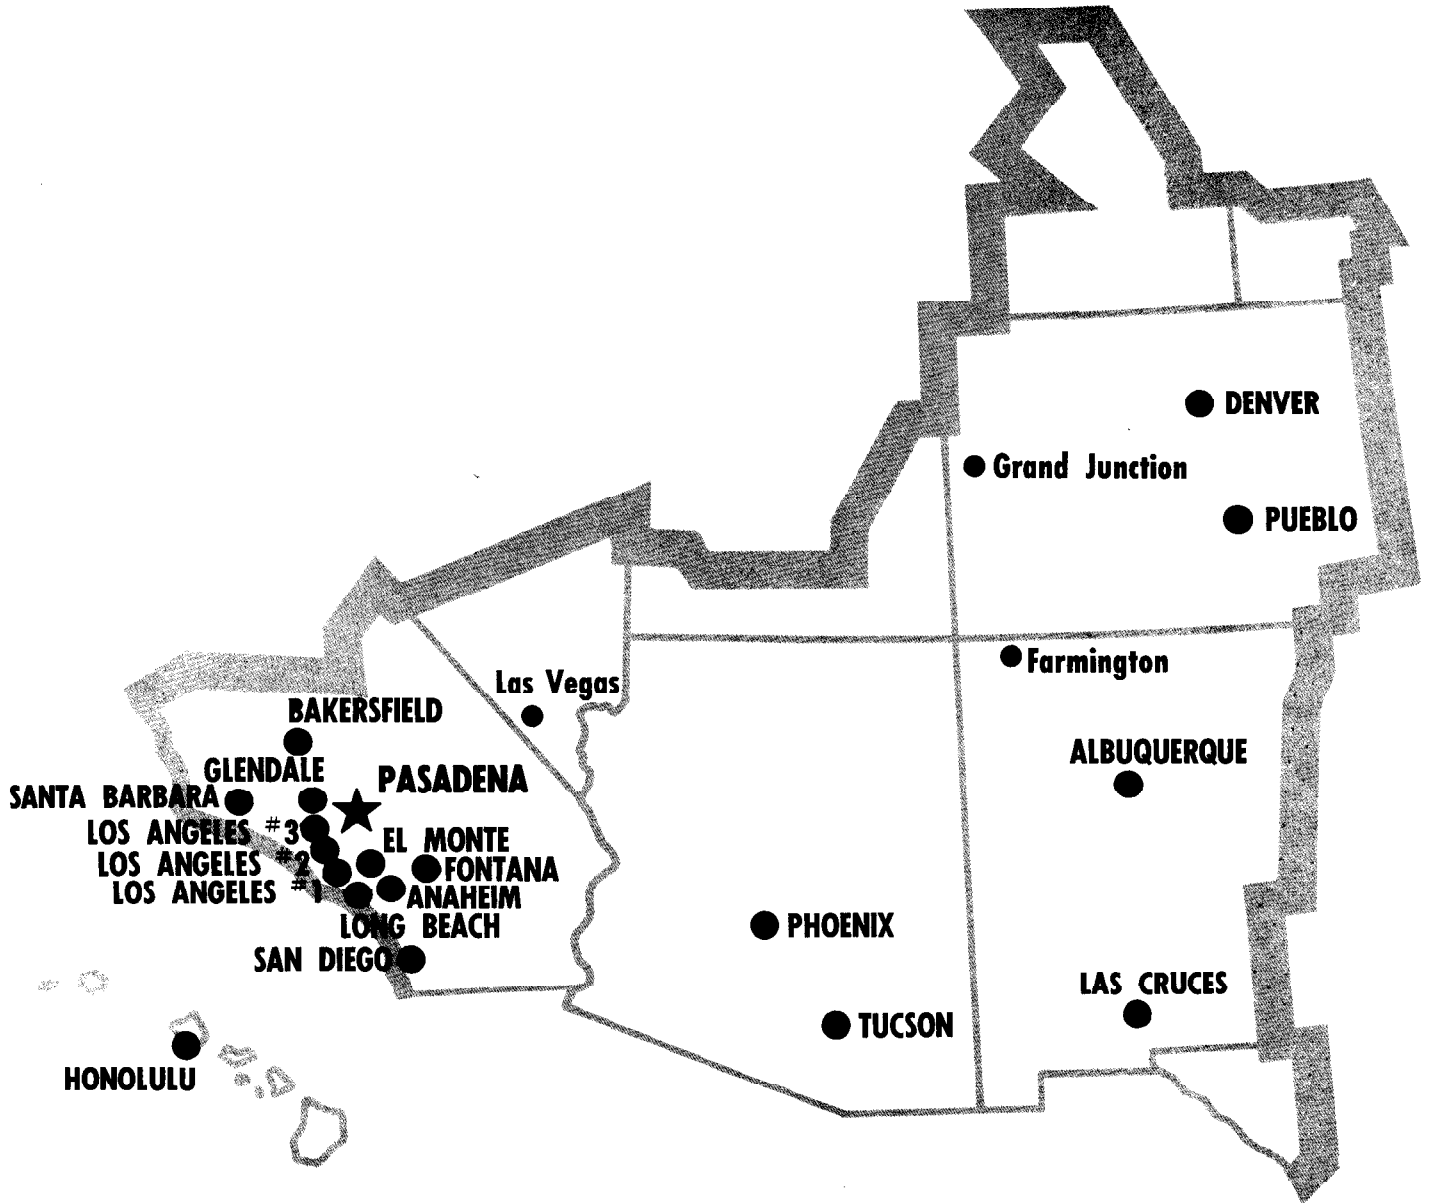 DENVER
Grand Junction
PUEBLO
Farmington
Las Vegas
BAKERSFIELD
ALBUQUERQUE
GLENDALE
PASADENA
SANTA BARBARA
LOS ANGELES #3
EL MONTE
LOS ANGELES #2
FONTANA
LOS ANGELES #1
ANAHEIM
LONG BEACH
PHOENIX
SAN DIEGO
LAS CRUCES
TUCSON
HONOLULU